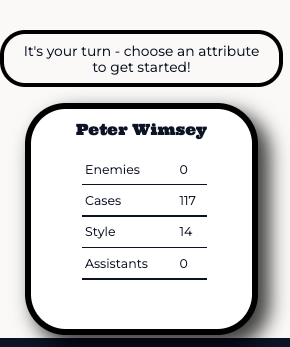 It's your turn - choose an attribute
to get started!
Peter Wimsey
Enemies 0
Cases 117
Style 14
Assistants 0